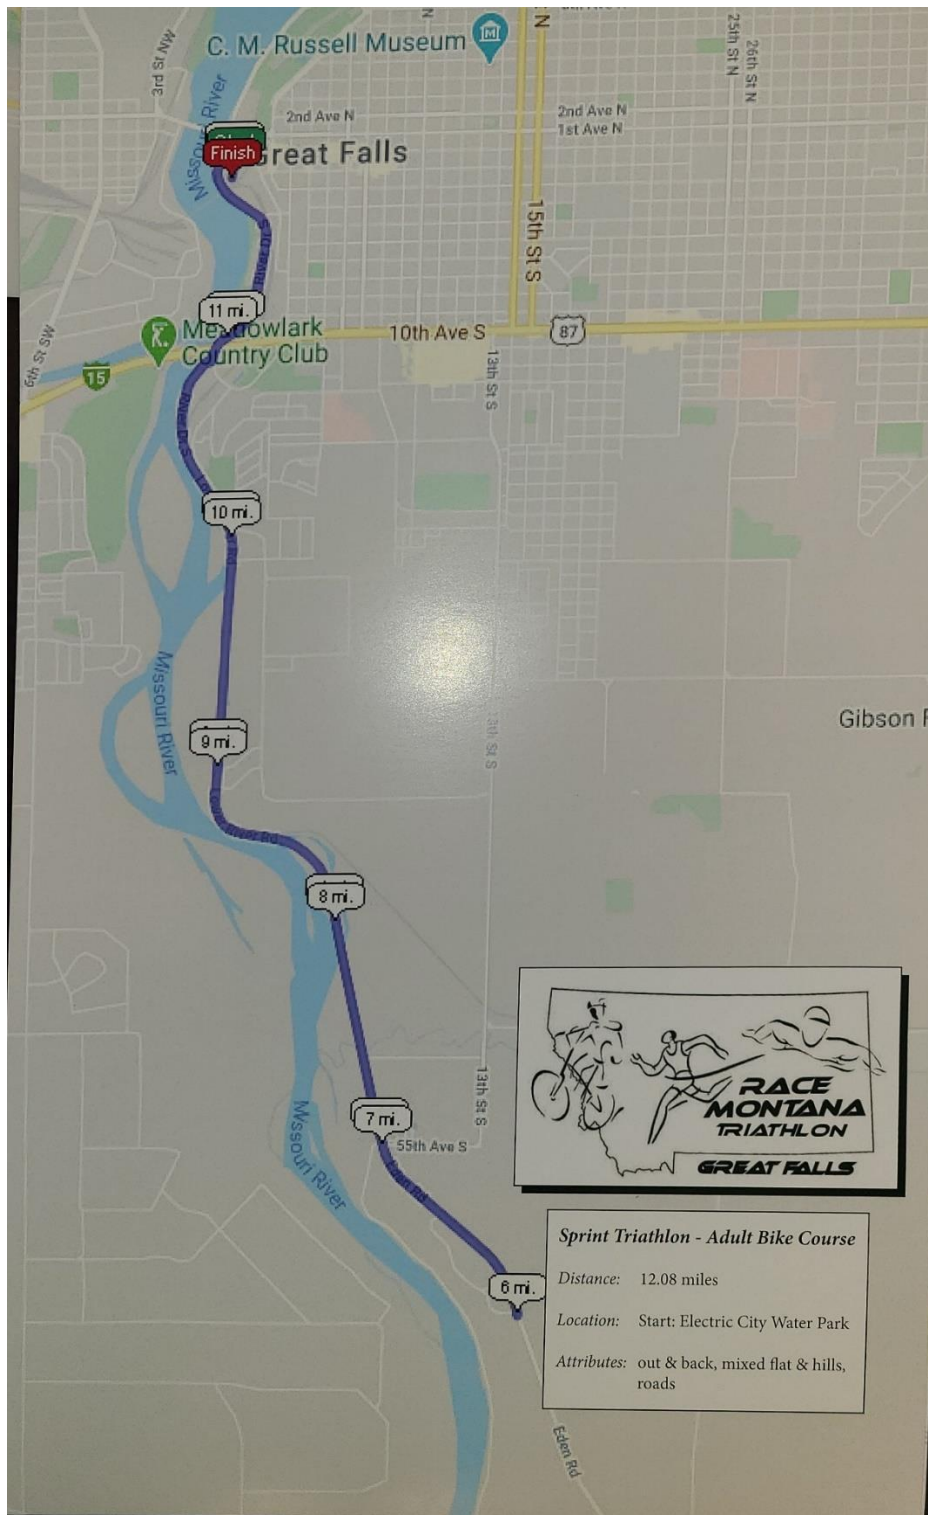 N
N
25th St N
26th St N
3rd St NW
C. M. Russell Museum
Missouri River
2nd Ave N
2nd Ave N
1st Ave N
Finish
Great Falls
15th St S
11 mi.
Meadowlark
Country Club
10th Ave S
87
6th St SW
15
13th St S
River Dr S
10 mi.
Missouri River
13th St S
Gibson F
9 mi.
Lower River Rd
8 mi.
13th St S
7 mi.
55th Ave S
Missouri River
Eden Rd
6 mi.
RACE
MONTANA
TRIATHLON
GREAT FALLS
Sprint Triathlon - Adult Bike Course
Distance: 12.08 miles
Location: Start: Electric City Water Park
Attributes: out & back, mixed flat & hills,
roads
Eden Rd